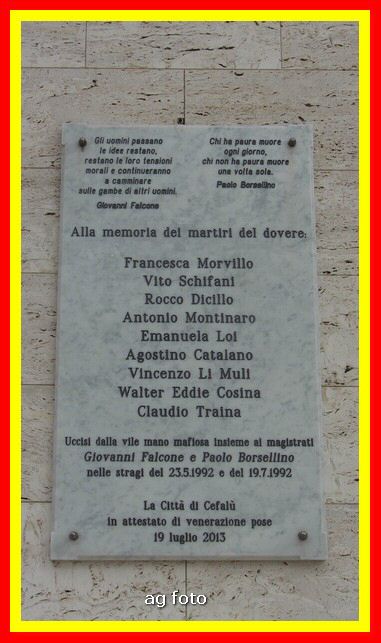 Gli uomini passano
le idee restano,
restano le loro tensioni
morali e continueranno
a camminare
sulle gambe di altri uomini.
Giovanni Falcone
Chi ha paura muore
ogni giorno,
chi non ha paura muore
una volta sola.
Paolo Borsellino
Alla memoria dei martiri del dovere:
Francesca Morvillo
Vito Schifani
Rocco Dicillo
Antonio Montinaro
Emanuela Loi
Agostino Catalano
Vincenzo Li Muli
Walter Eddie Cosina
Claudio Traina
Uccisi dalla vile mano mafiosa insieme ai magistrati
Giovanni Falcone e Paolo Borsellino
nelle stragi del 23.5.1992 e del 19.7.1992
La Città di Cefalù
in attestato di venerazione pose
19 luglio 2013
ag foto